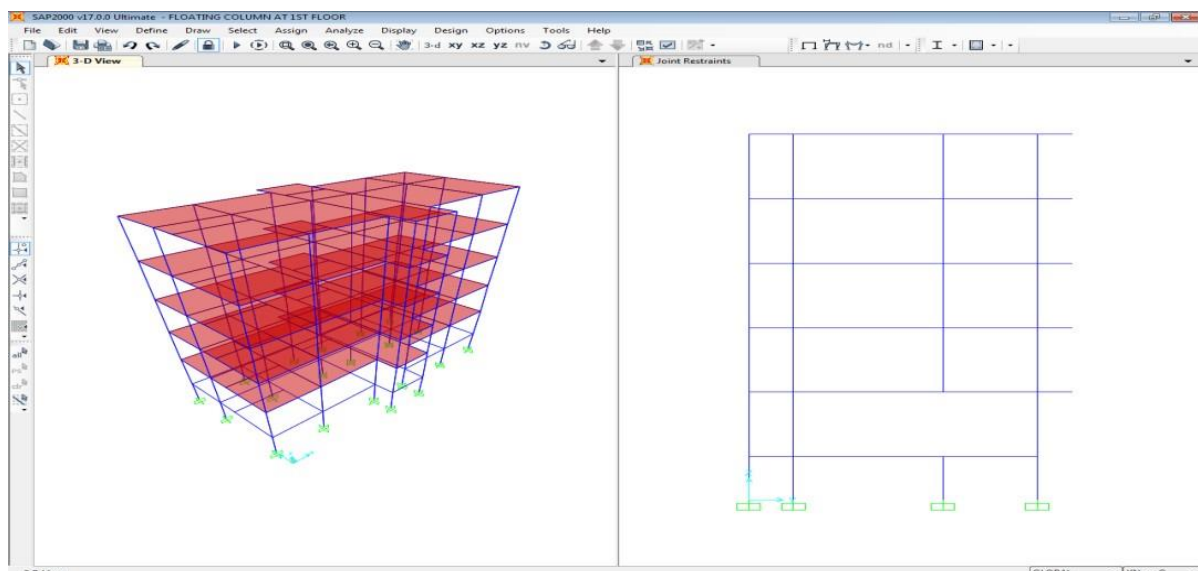 SAP2000 v17.0.0 Ultimate - FLOATING COLUMN AT 1ST FLOOR
File Edit View Define Draw Select Assign Analyze Display Design Options Tools Help
3-d xy xz yz nv nd
3-D View
Joint Restraints
all
GLOBAL